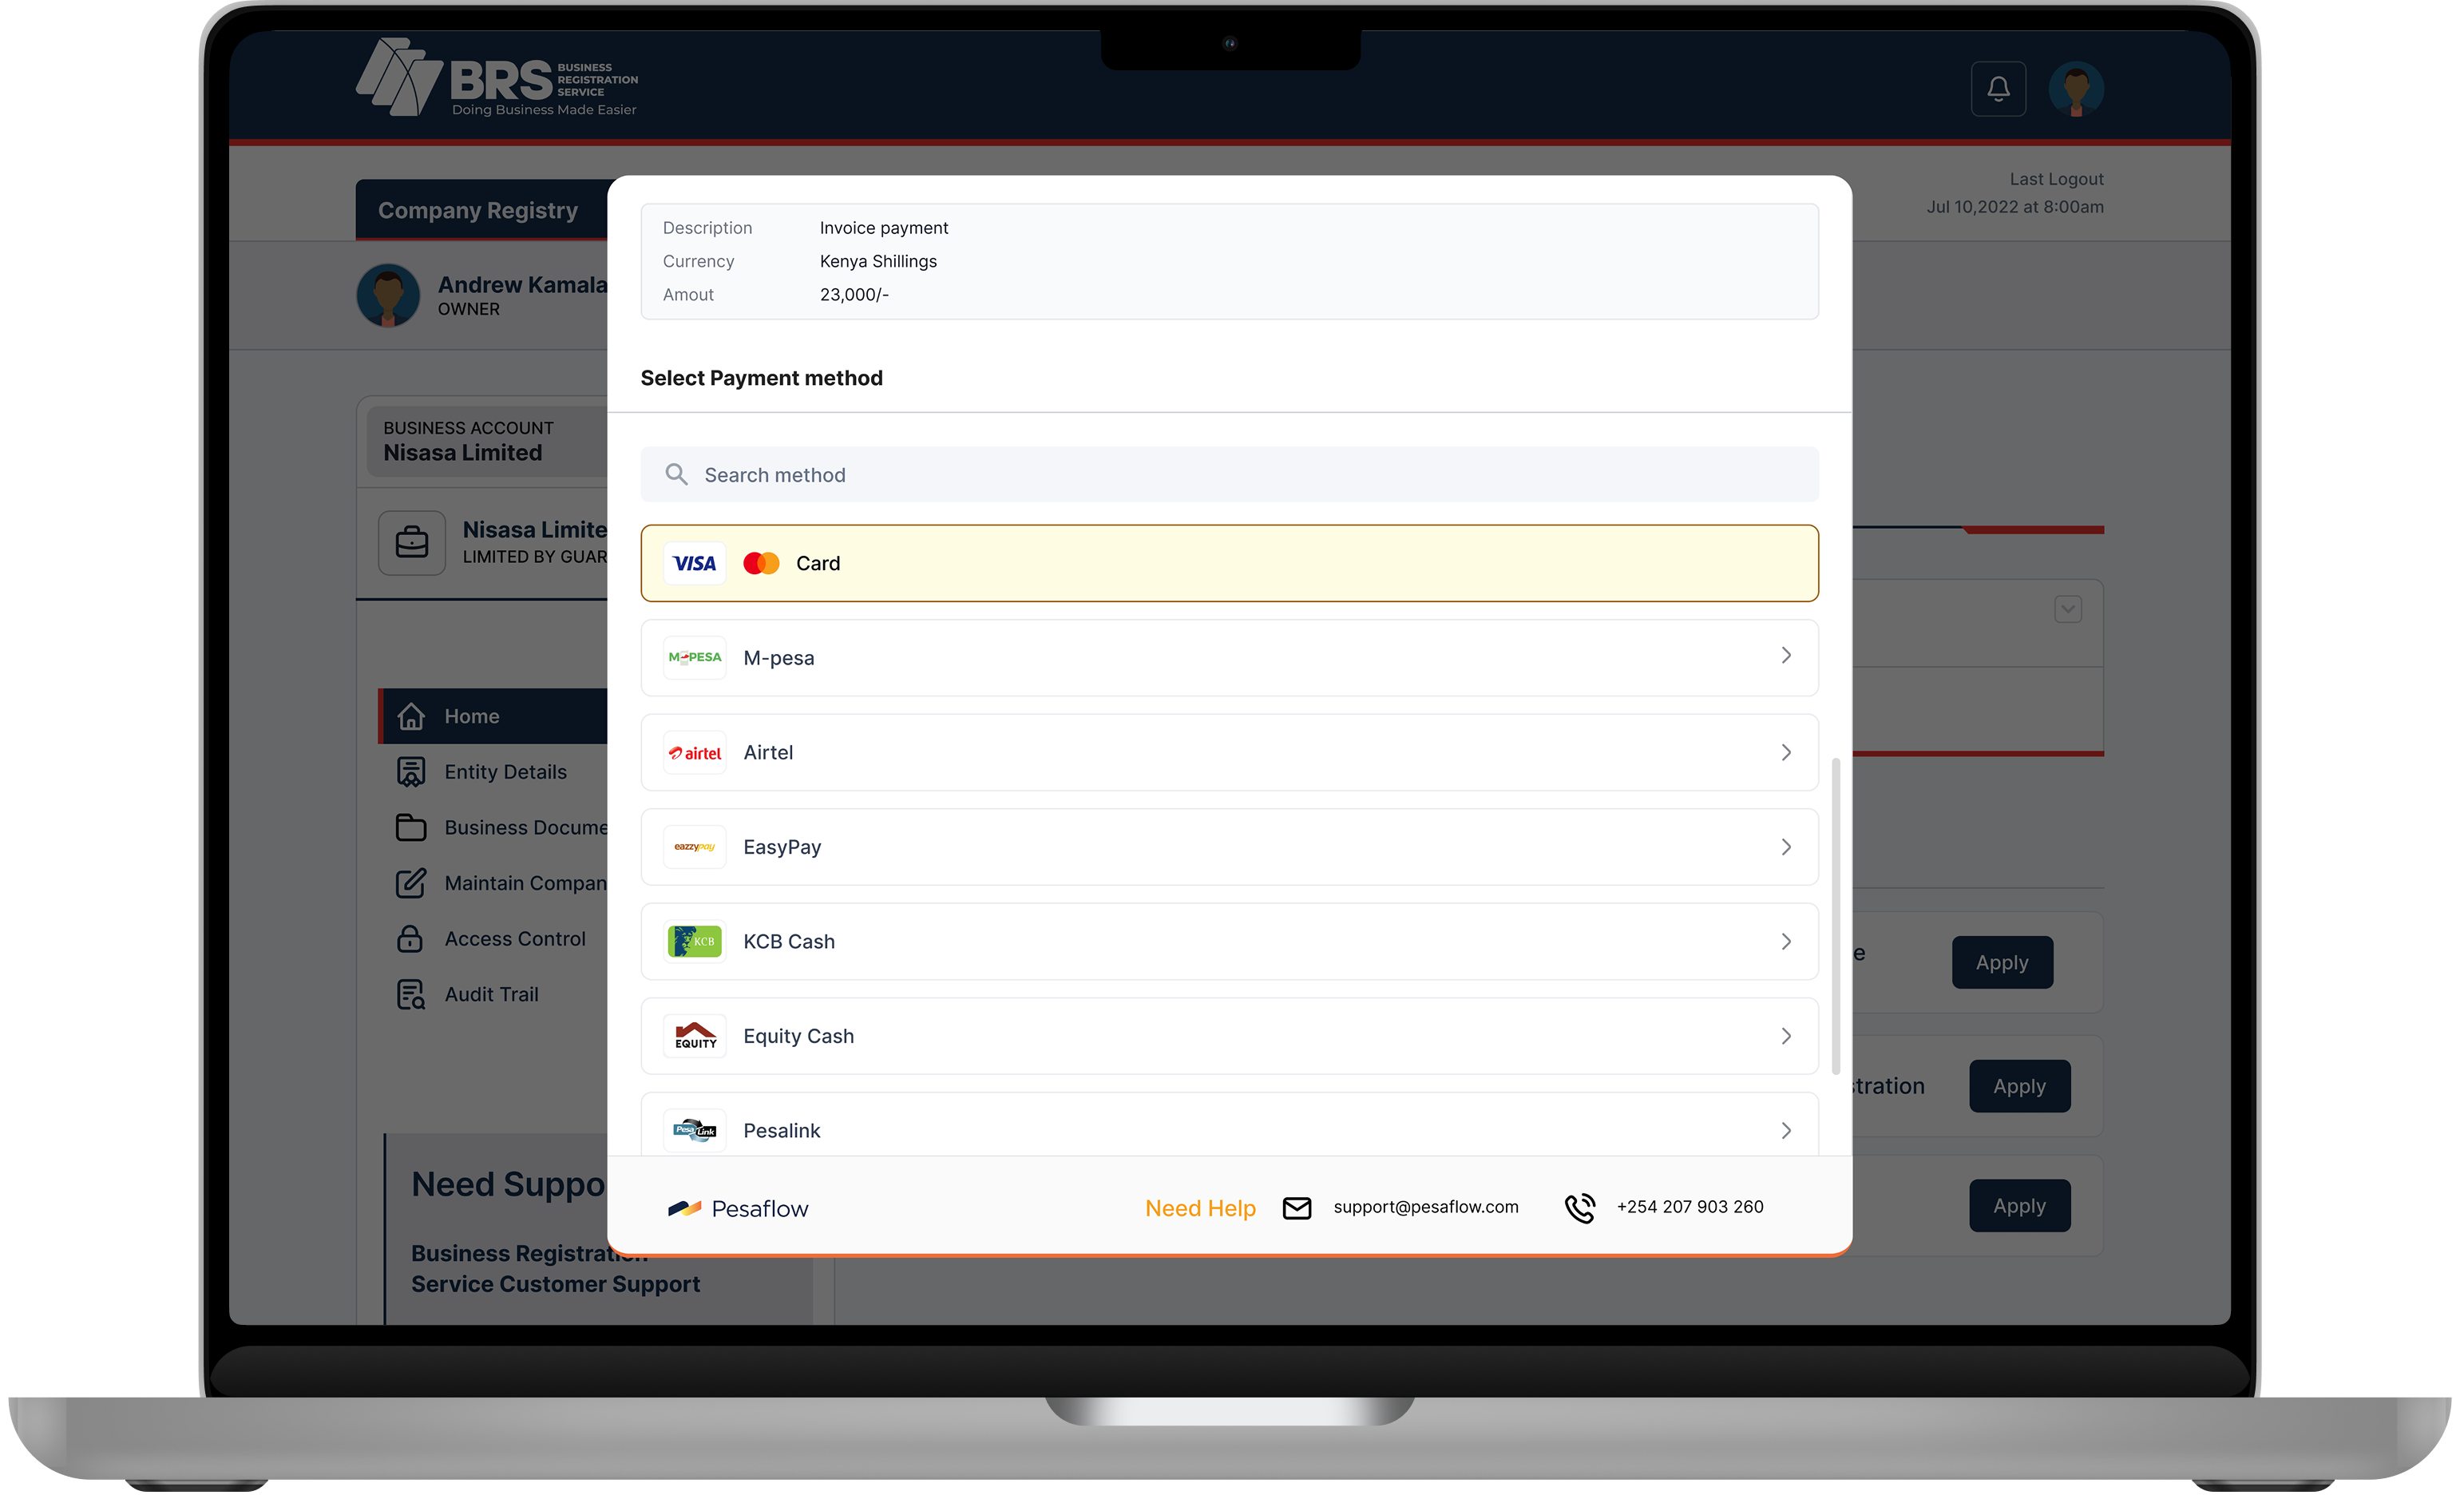 BRS
BUSINESS
REGISTRATION
SERVICE
Doing Business Made Easier
Last Logout
Jul 10,2022 at 8:00am
Company Registry
Andrew Kamala
OWNER
BUSINESS ACCOUNT
Nisasa Limited
Nisasa Limite
LIMITED BY GUAR
Home
Entity Details
Business Docume
Maintain Compan
Access Control
Audit Trail
Need Suppo
Business Registration
Service Customer Support
Description Invoice payment
Currency Kenya Shillings
Amout 23,000/-
Select Payment method
Search method
VISA Card
M-PESA M-pesa
airtel Airtel
eazzypay EasyPay
KCB KCB Cash
EQUITY Equity Cash
PesaLink Pesalink
Pesaflow Need Help support@pesaflow.com +254 207 903 260
e Apply
stration Apply
Apply